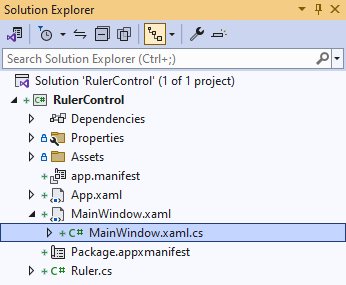 Solution Explorer
Search Solution Explorer (Ctrl+;)
Solution 'RulerControl' (1 of 1 project)
C# RulerControl
Dependencies
Properties
Assets
app.manifest
App.xaml
MainWindow.xaml
C# MainWindow.xaml.cs
Package.appxmanifest
C# Ruler.cs